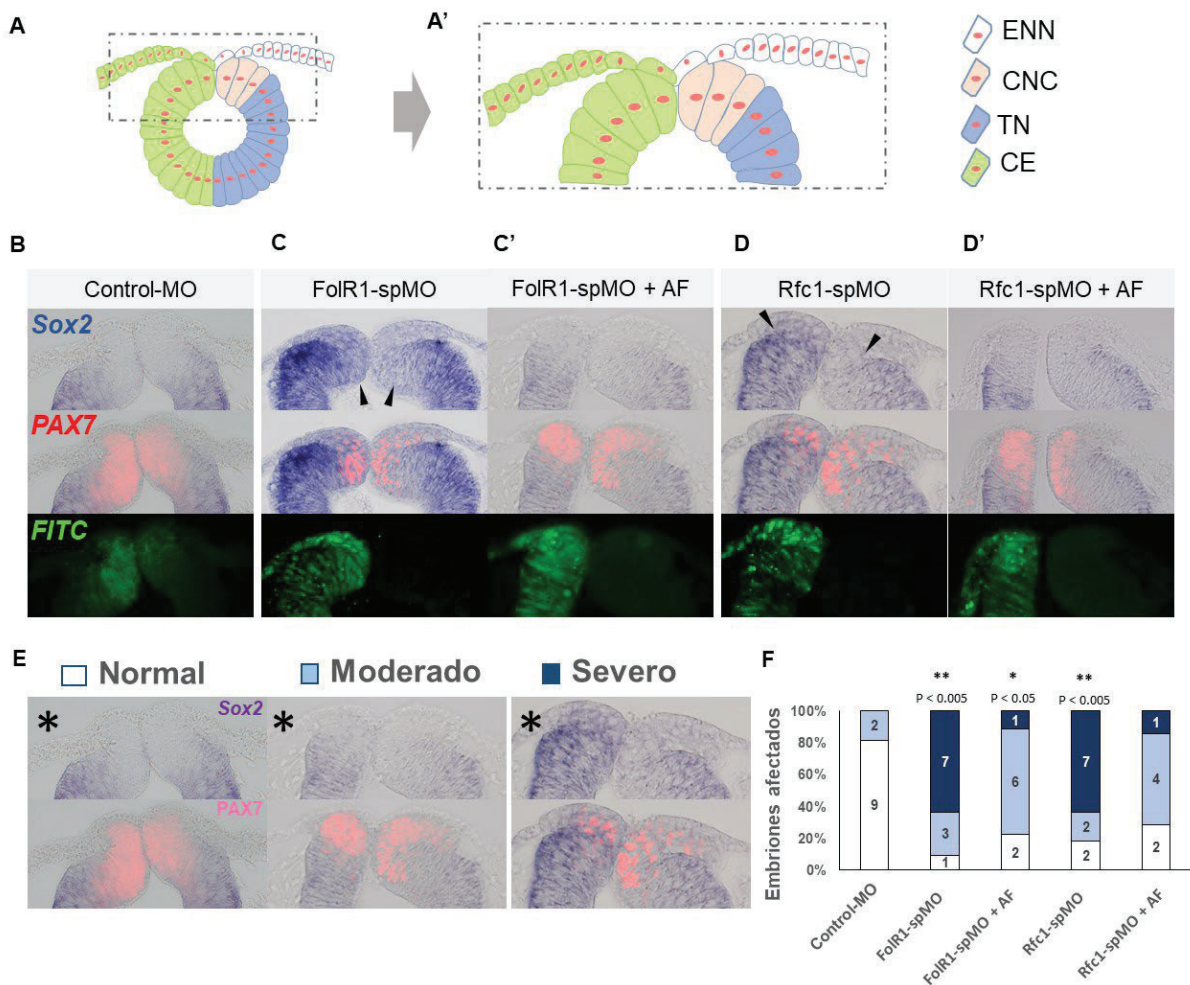 A
A'
ENN
CNC
TN
CE
B
C
C'
D
D'
Control-MO
FolR1-spMO
FolR1-spMO + AF
Rfc1-spMO
Rfc1-spMO + AF
Sox2
PAX7
FITC
E
Normal
Moderado
Severo
* Sox2
*
*
PAX7
F
** * **
P < 0.005 P < 0.05 P < 0.005
Embriones afectados
100%
80%
60%
40%
20%
0%
2
9
7
3
1
1
6
2
7
2
2
1
4
2
Control-MO
FolR1-spMO
FolR1-spMO + AF
Rfc1-spMO
Rfc1-spMO + AF